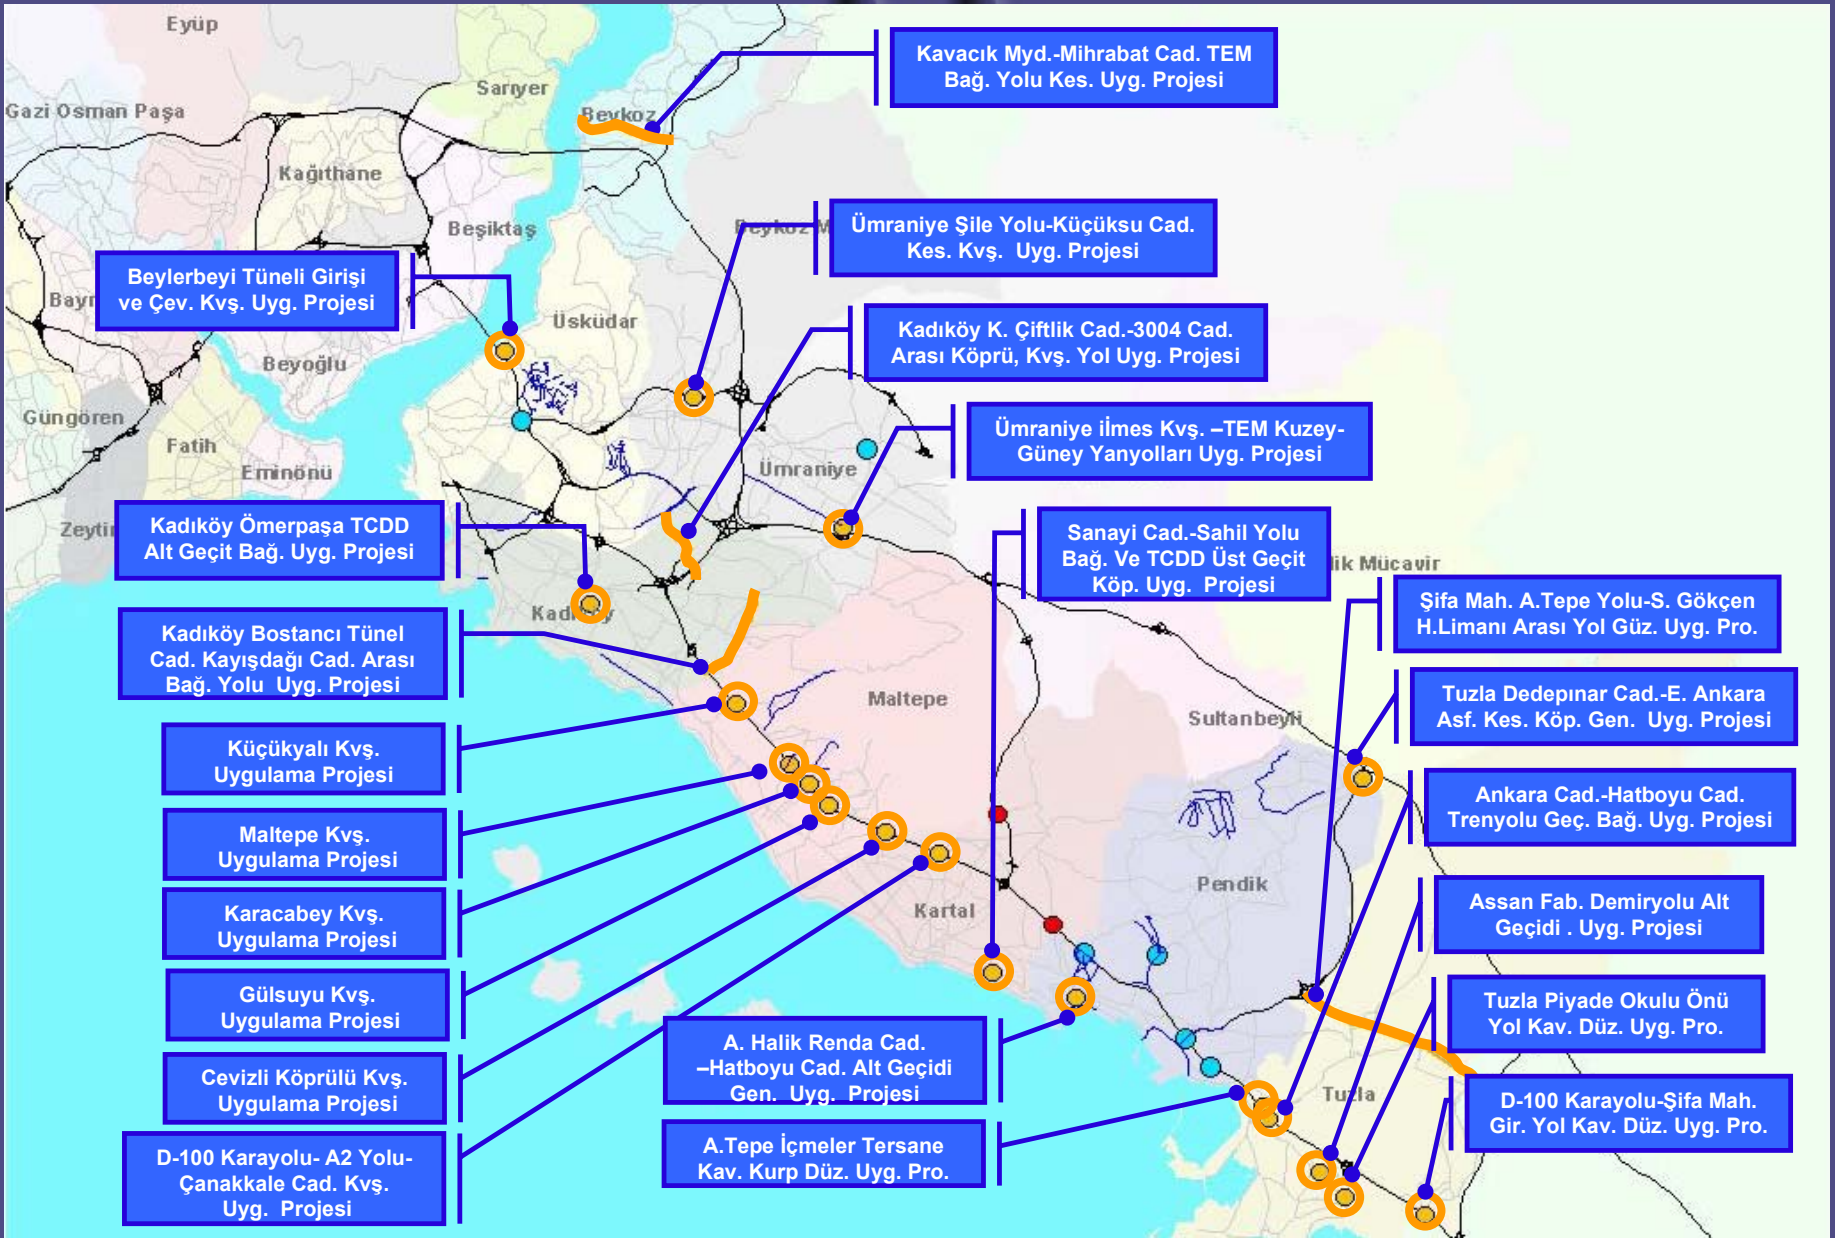 Eyüp
Kavacık Myd.-Mihrabat Cad. TEM
Bağ. Yolu Kes. Uyg. Projesi
Sarıyer
Gazi Osman Paşa
Beykoz
Kağıthane
Beşiktaş
Beykoz M
Ümraniye Şile Yolu-Küçüksu Cad.
Kes. Kvş. Uyg. Projesi
Beylerbeyi Tüneli Girişi
ve Çev. Kvş. Uyg. Projesi
Bayr
Üsküdar
Kadıköy K. Çiftlik Cad.-3004 Cad.
Arası Köprü, Kvş. Yol Uyg. Projesi
Beyoğlu
Güngören
Fatih
Eminönü
Ümraniye
Ümraniye ilmes Kvş. –TEM Kuzey-
Güney Yanyolları Uyg. Projesi
Zeytin
Kadıköy Ömerpaşa TCDD
Alt Geçit Bağ. Uyg. Projesi
Sanayi Cad.-Sahil Yolu
Bağ. Ve TCDD Üst Geçit
Köp. Uyg. Projesi
ik Mücavir
Kadıköy
Şifa Mah. A.Tepe Yolu-S. Gökçen
H.Limanı Arası Yol Güz. Uyg. Pro.
Kadıköy Bostancı Tünel
Cad. Kayışdağı Cad. Arası
Bağ. Yolu Uyg. Projesi
Maltepe
Sultanbeyli
Tuzla Dedepınar Cad.-E. Ankara
Asf. Kes. Köp. Gen. Uyg. Projesi
Küçükyalı Kvş.
Uygulama Projesi
Ankara Cad.-Hatboyu Cad.
Trenyolu Geç. Bağ. Uyg. Projesi
Maltepe Kvş.
Uygulama Projesi
Pendik
Kartal
Assan Fab. Demiryolu Alt
Geçidi . Uyg. Projesi
Karacabey Kvş.
Uygulama Projesi
Gülsuyu Kvş.
Uygulama Projesi
Tuzla Piyade Okulu Önü
Yol Kav. Düz. Uyg. Pro.
A. Halik Renda Cad.
–Hatboyu Cad. Alt Geçidi
Gen. Uyg. Projesi
Cevizli Köprülü Kvş.
Uygulama Projesi
Tuzla
D-100 Karayolu-Şifa Mah.
Gir. Yol Kav. Düz. Uyg. Pro.
A.Tepe İçmeler Tersane
Kav. Kurp Düz. Uyg. Pro.
D-100 Karayolu- A2 Yolu-
Çanakkale Cad. Kvş.
Uyg. Projesi